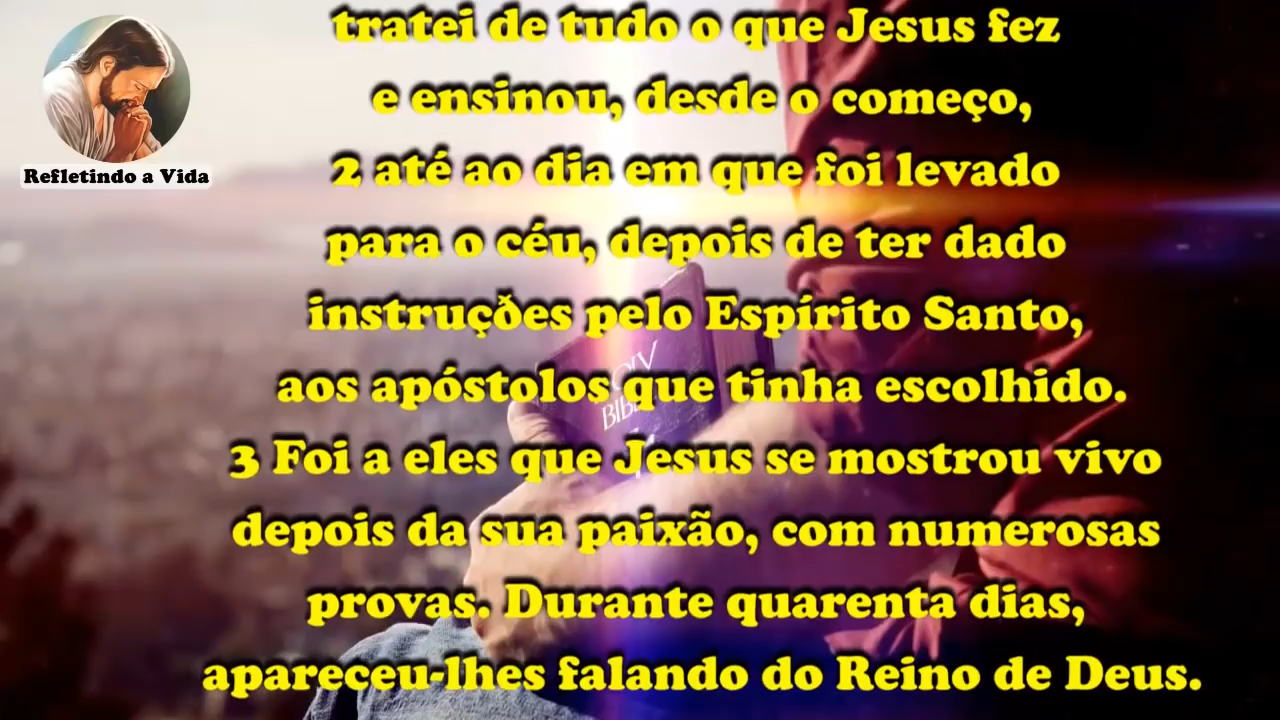 tratei de tudo o que Jesus fez
e ensinou, desde o começo,
2 até ao dia em que foi levado
para o céu, depois de ter dado
instruções pelo Espírito Santo,
aos apóstolos que tinha escolhido.
3 Foi a eles que Jesus se mostrou vivo
depois da sua paixão, com numerosas
provas. Durante quarenta dias,
apareceu-lhes falando do Reino de Deus.
Refletindo a Vida
HOLY
BIBLE